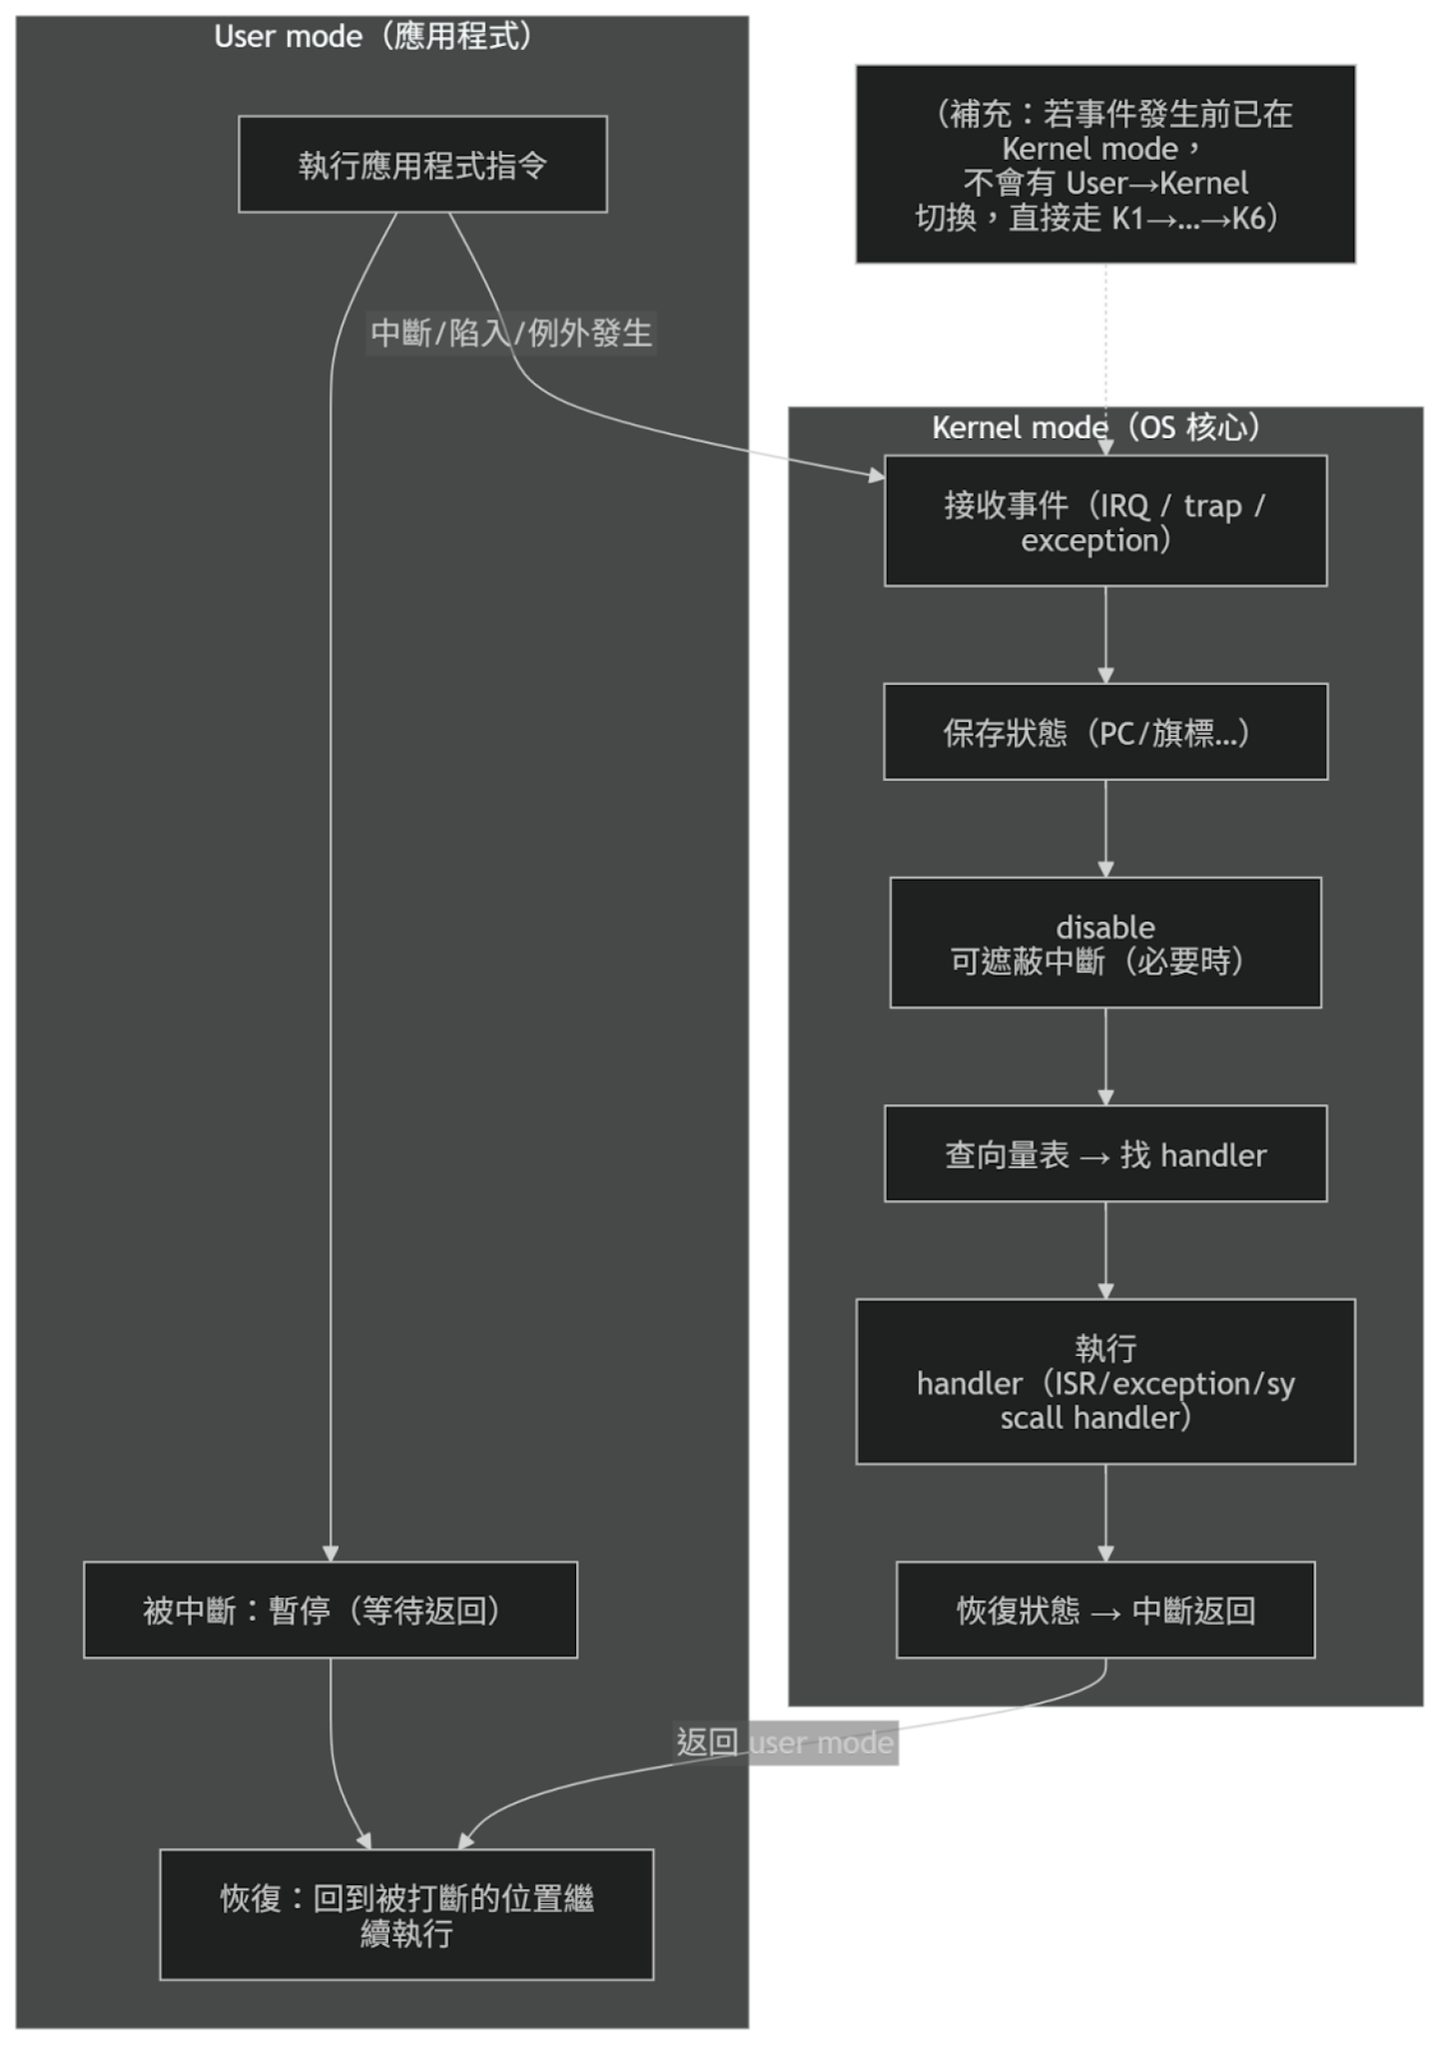 User mode（應用程式）
執行應用程式指令
（補充：若事件發生前已在
Kernel mode，
不會有 User→Kernel
切換，直接走 K1→…→K6）
中斷/陷入/例外發生
Kernel mode（OS 核心）
接收事件（IRQ / trap /
exception）
保存狀態（PC/旗標…）
disable
可遮蔽中斷（必要時）
查向量表 → 找 handler
執行
handler（ISR/exception/sy
scall handler）
被中斷：暫停（等待返回）
恢復狀態 → 中斷返回
返回 user mode
恢復：回到被打斷的位置繼
續執行